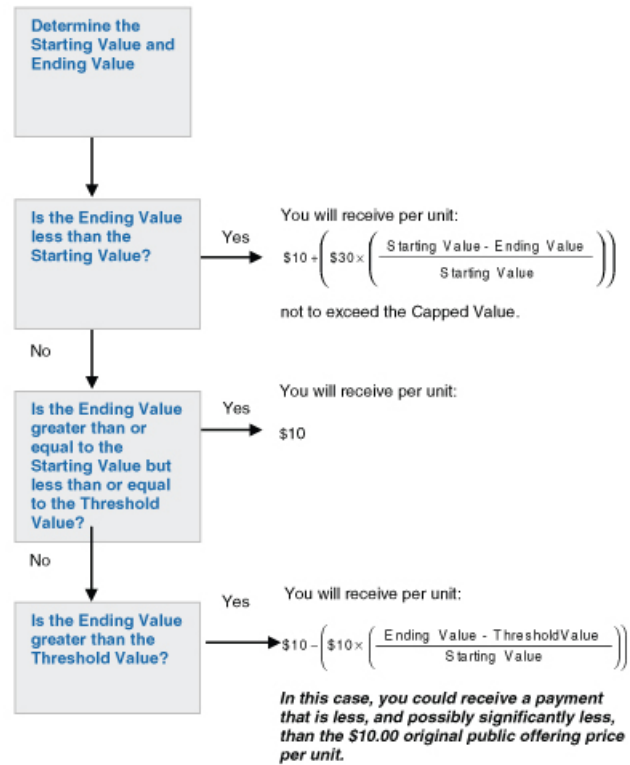 Determine the
Starting Value and
Ending Value
Is the Ending Value
less than the
Starting Value?
Yes
You will receive per unit:
$10 + ( $30 × ( Starting Value - Ending Value / Starting Value ) )
not to exceed the Capped Value.
No
Is the Ending Value
greater than or
equal to the
Starting Value but
less than or equal
to the Threshold
Value?
Yes
You will receive per unit:
$10
No
Is the Ending Value
greater than the
Threshold Value?
Yes
You will receive per unit:
$10 – ( $10 × ( Ending Value - ThresholdValue / Starting Value ) )
In this case, you could receive a payment
that is less, and possibly significantly less,
than the $10.00 original public offering price
per unit.